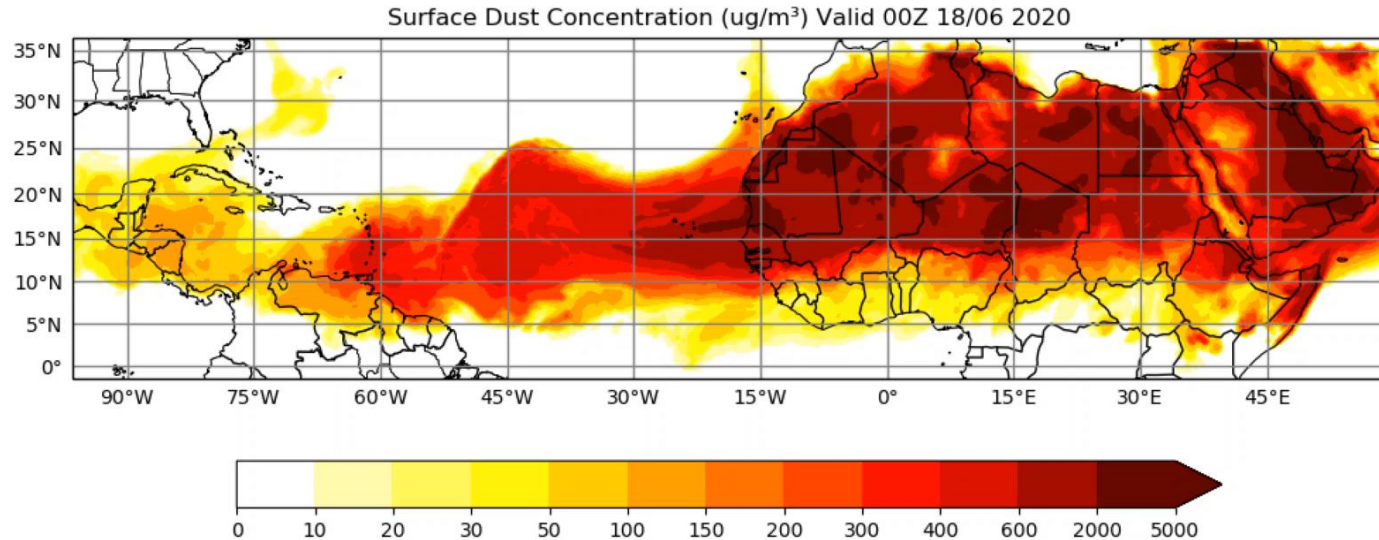 Surface Dust Concentration (ug/m³) Valid 00Z 18/06 2020
35°N
30°N
25°N
20°N
15°N
10°N
5°N
0°
90°W 75°W 60°W 45°W 30°W 15°W 0° 15°E 30°E 45°E
0 10 20 30 50 100 150 200 300 400 600 2000 5000